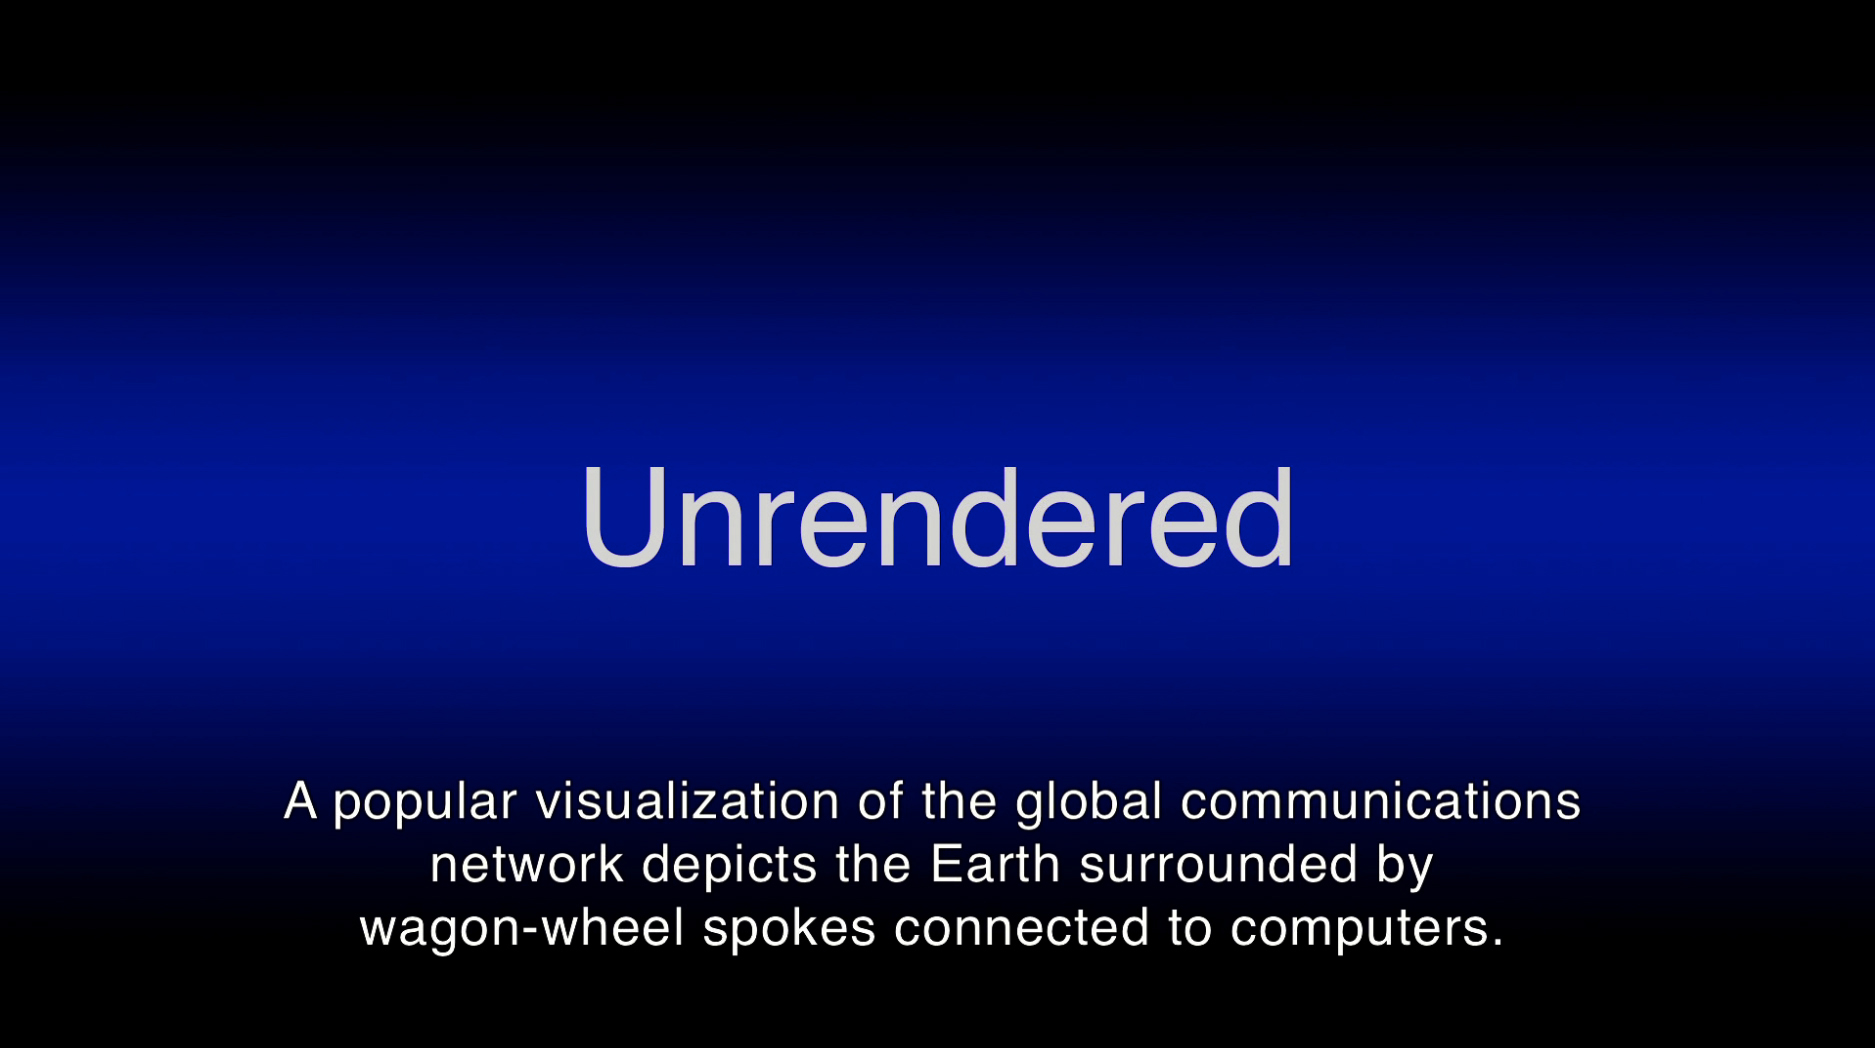 Unrendered
A popular visualization of the global communications
network depicts the Earth surrounded by
wagon-wheel spokes connected to computers.